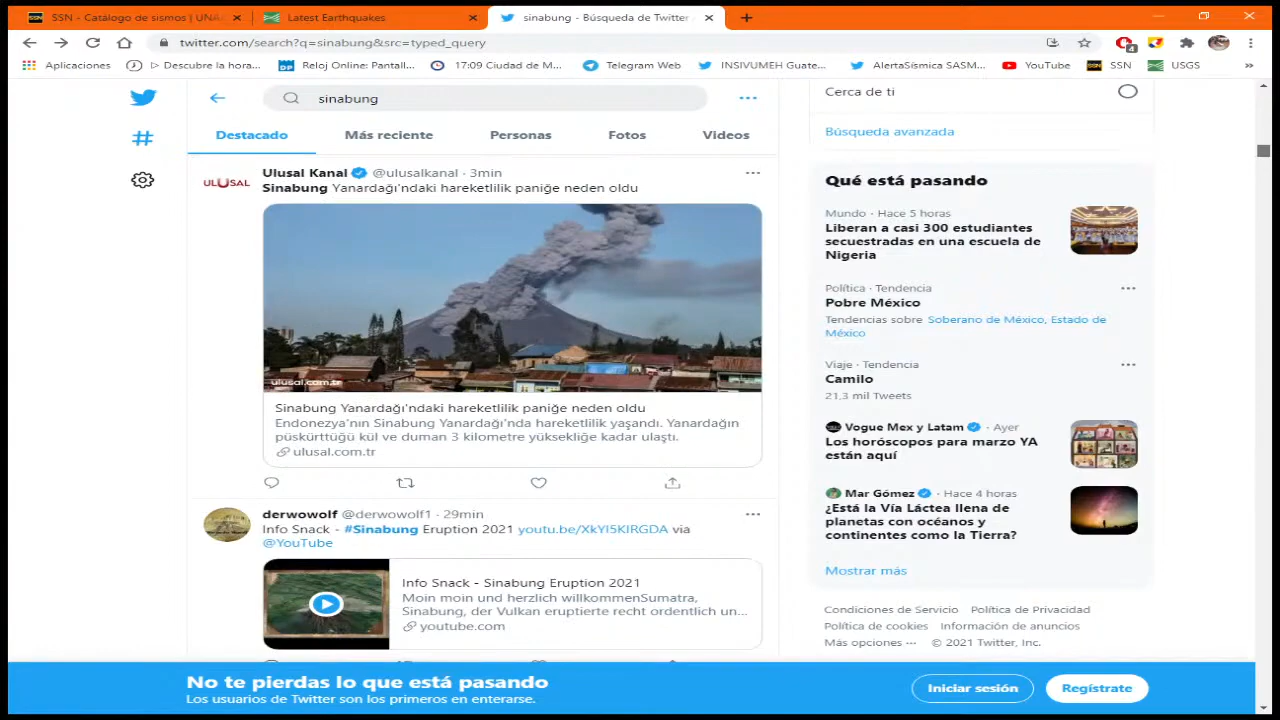 SSN - Catálogo de sismos | UNA
Latest Earthquakes
sinabung - Búsqueda de Twitter
twitter.com/search?q=sinabung&src=typed_query
4
Aplicaciones
▷ Descubre la hora...
Reloj Online: Pantall...
17:09 Ciudad de M...
Telegram Web
INSIVUMEH Guate...
AlertaSísmica SASM...
YouTube
SSN
USGS
»
sinabung
Destacado
Más reciente
Personas
Fotos
Videos
Ulusal Kanal @ulusalkanal · 3min
Sinabung Yanardağı'ndaki hareketlilik paniğe neden oldu
ULUSAL
ulusal.com.tr
Sinabung Yanardağı'ndaki hareketlilik paniğe neden oldu
Endonezya'nın Sinabung Yanardağı'nda hareketlilik yaşandı. Yanardağın
püskürttüğü kül ve duman 3 kilometre yüksekliğe kadar ulaştı.
ulusal.com.tr
derwowolf @derwowolf1 · 29min
Info Snack - #Sinabung Eruption 2021 youtu.be/XkYI5KIRGDA via
@YouTube
Info Snack - Sinabung Eruption 2021
Moin moin und herzlich willkommenSumatra,
Sinabung, der Vulkan eruptierte recht ordentlich un...
youtube.com
Cerca de ti
Búsqueda avanzada
Qué está pasando
Mundo · Hace 5 horas
Liberan a casi 300 estudiantes
secuestradas en una escuela de
Nigeria
Política · Tendencia
Pobre México
Tendencias sobre Soberano de México, Estado de
México
Viaje · Tendencia
Camilo
21,3 mil Tweets
Vogue Mex y Latam · Ayer
Los horóscopos para marzo YA
están aquí
Mar Gómez · Hace 4 horas
¿Está la Vía Láctea llena de
planetas con océanos y
continentes como la Tierra?
Mostrar más
Condiciones de Servicio Política de Privacidad
Política de cookies Información de anuncios
Más opciones ··· © 2021 Twitter, Inc.
No te pierdas lo que está pasando
Los usuarios de Twitter son los primeros en enterarse.
Iniciar sesión
Regístrate